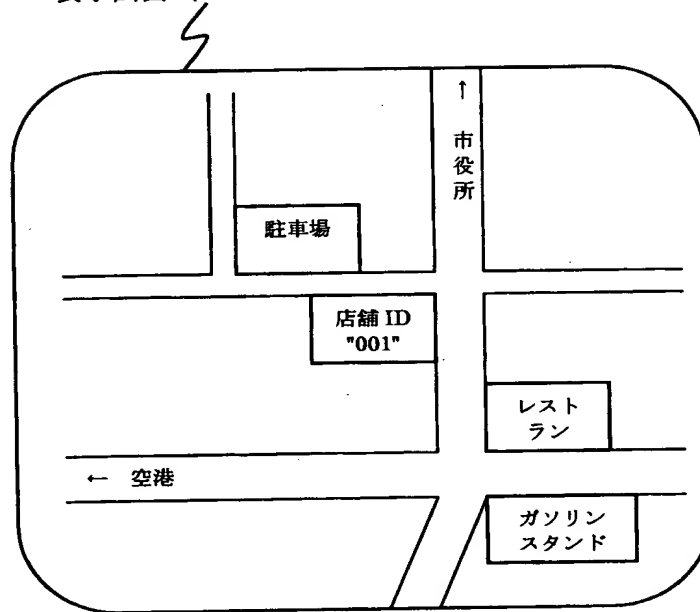 ↑
市役所
駐車場
店舗 ID
"001"
レスト
ラン
← 空港
ガソリン
スタンド